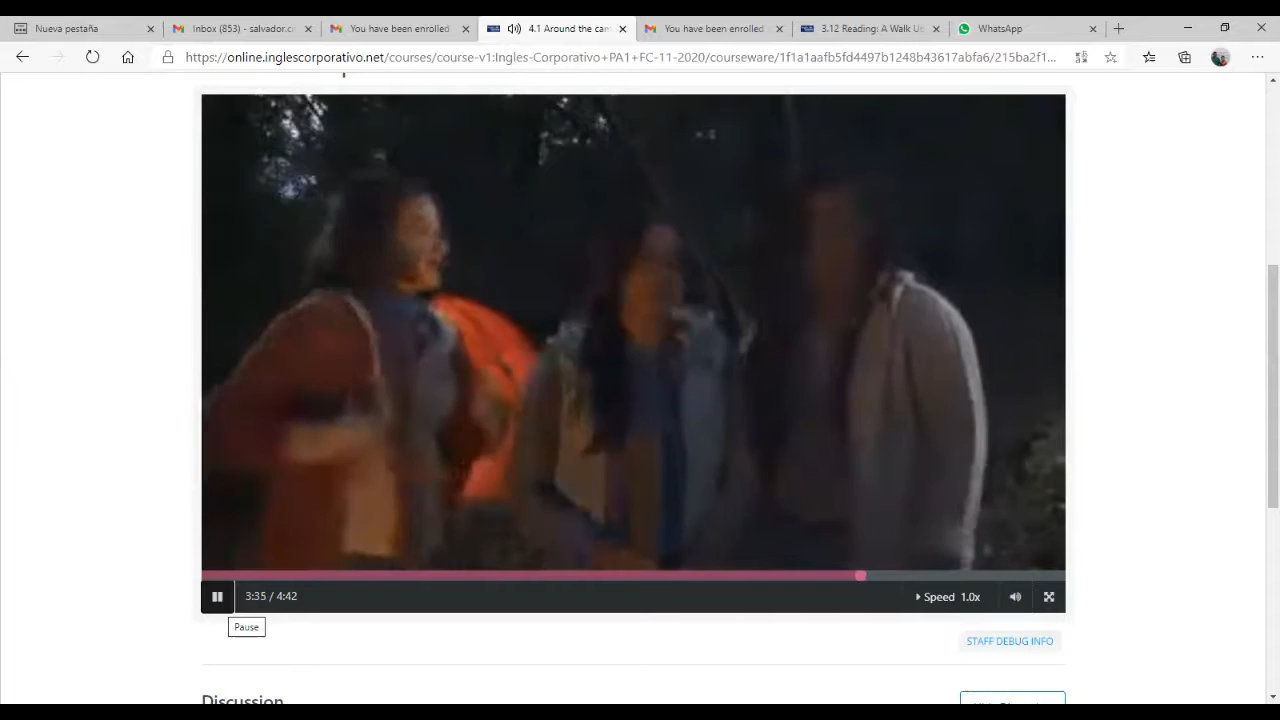 Nueva pestaña
Inbox (853) - salvador.c
You have been enrolled
4.1 Around the cam
You have been enrolled
3.12 Reading: A Walk U
WhatsApp
https://online.inglescorporativo.net/courses/course-v1:Ingles-Corporativo+PA1+FC-11-2020/courseware/1f1a1aafb5fd4497b1248b43617abfa6/215ba2f1...
3:35 / 4:42
Speed 1.0x
Pause
STAFF DEBUG INFO
Discussion